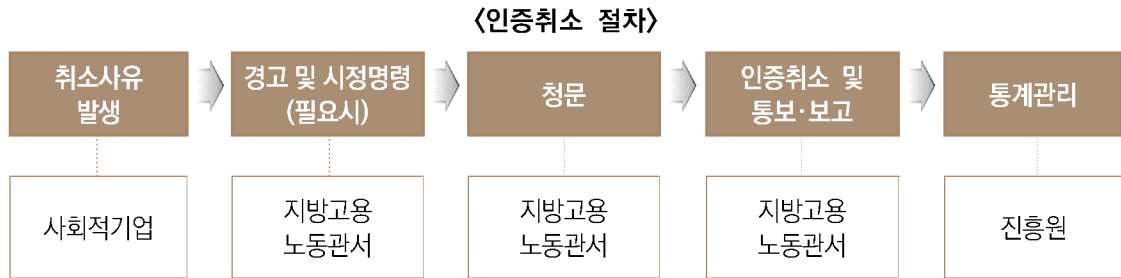 <인증취소 절차>
취소사유
발생
경고 및 시정명령
(필요시)
청문
인증취소 및
통보·보고
통계관리
사회적기업
지방고용
노동관서
지방고용
노동관서
지방고용
노동관서
진흥원